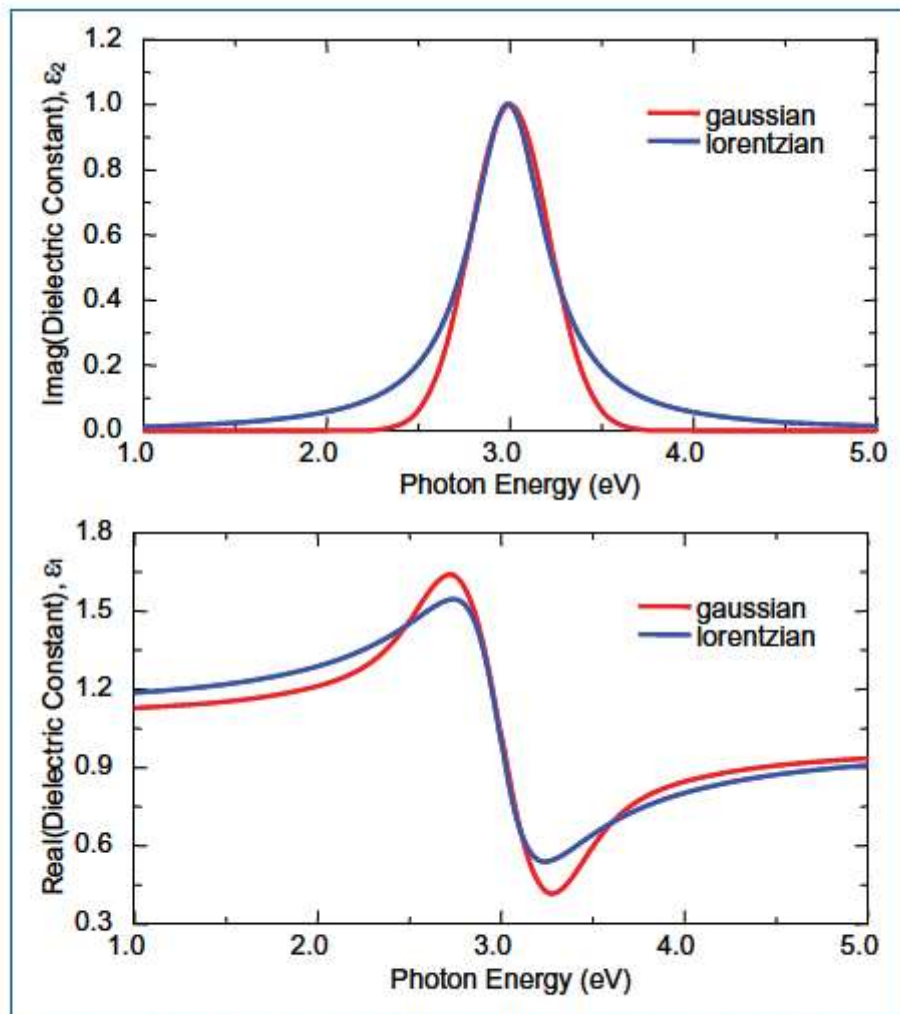 1.2
1.0
0.8
0.6
0.4
0.2
0.0
Imag(Dielectric Constant), ε₂
gaussian
lorentzian
1.0 2.0 3.0 4.0 5.0
Photon Energy (eV)
1.8
1.5
1.2
0.9
0.6
0.3
Real(Dielectric Constant), ε₁
gaussian
lorentzian
1.0 2.0 3.0 4.0 5.0
Photon Energy (eV)